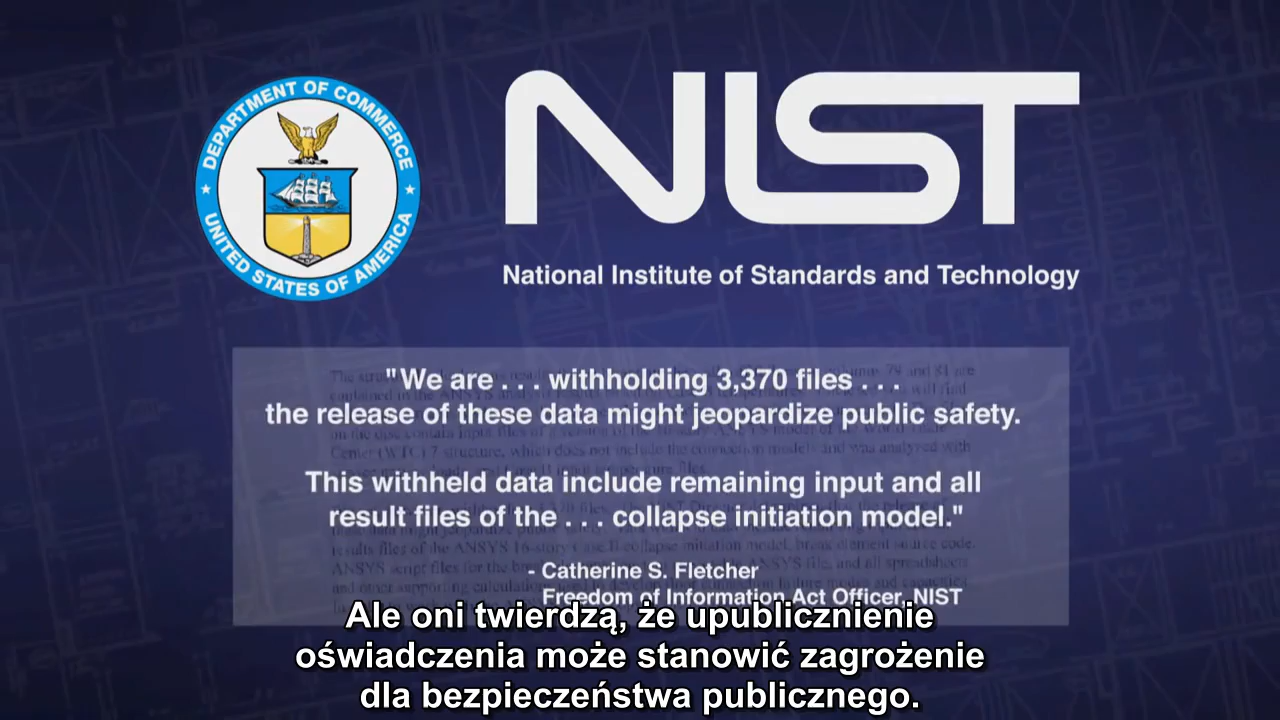 DEPARTMENT OF COMMERCE
UNITED STATES OF AMERICA
NIST
National Institute of Standards and Technology
"We are . . . withholding 3,370 files . . .
the release of these data might jeopardize public safety.
This withheld data include remaining input and all
result files of the . . . collapse initiation model."
- Catherine S. Fletcher
Freedom of Information Act Officer, NIST
Ale oni twierdzą, że upublicznienie
oświadczenia może stanowić zagrożenie
dla bezpieczeństwa publicznego.